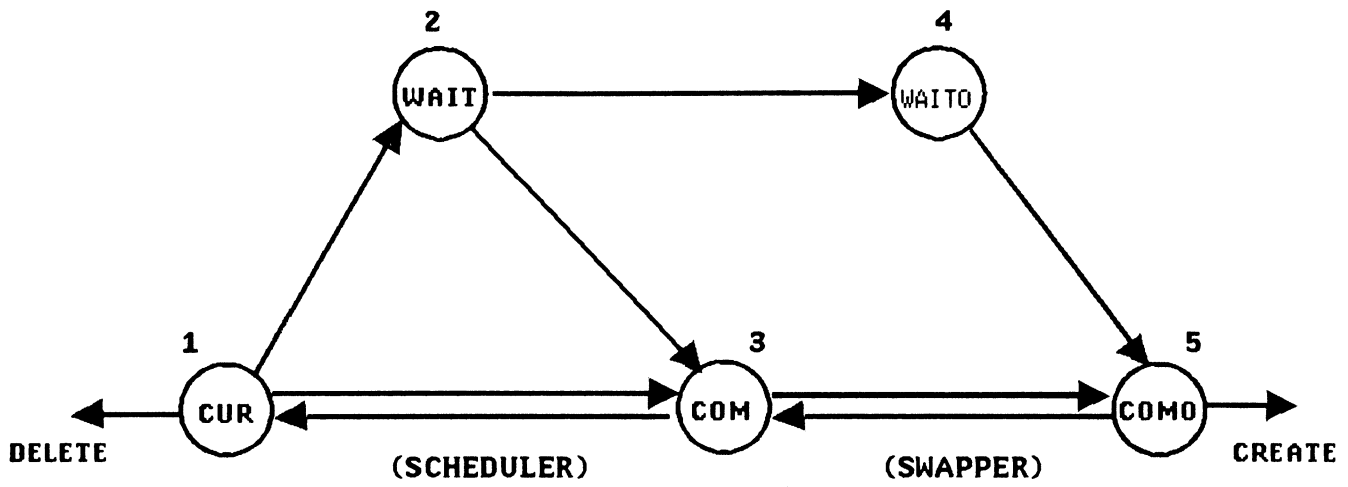 2
4
WAIT
WAITO
1
3
5
CUR
COM
COMO
DELETE
(SCHEDULER)
(SWAPPER)
CREATE